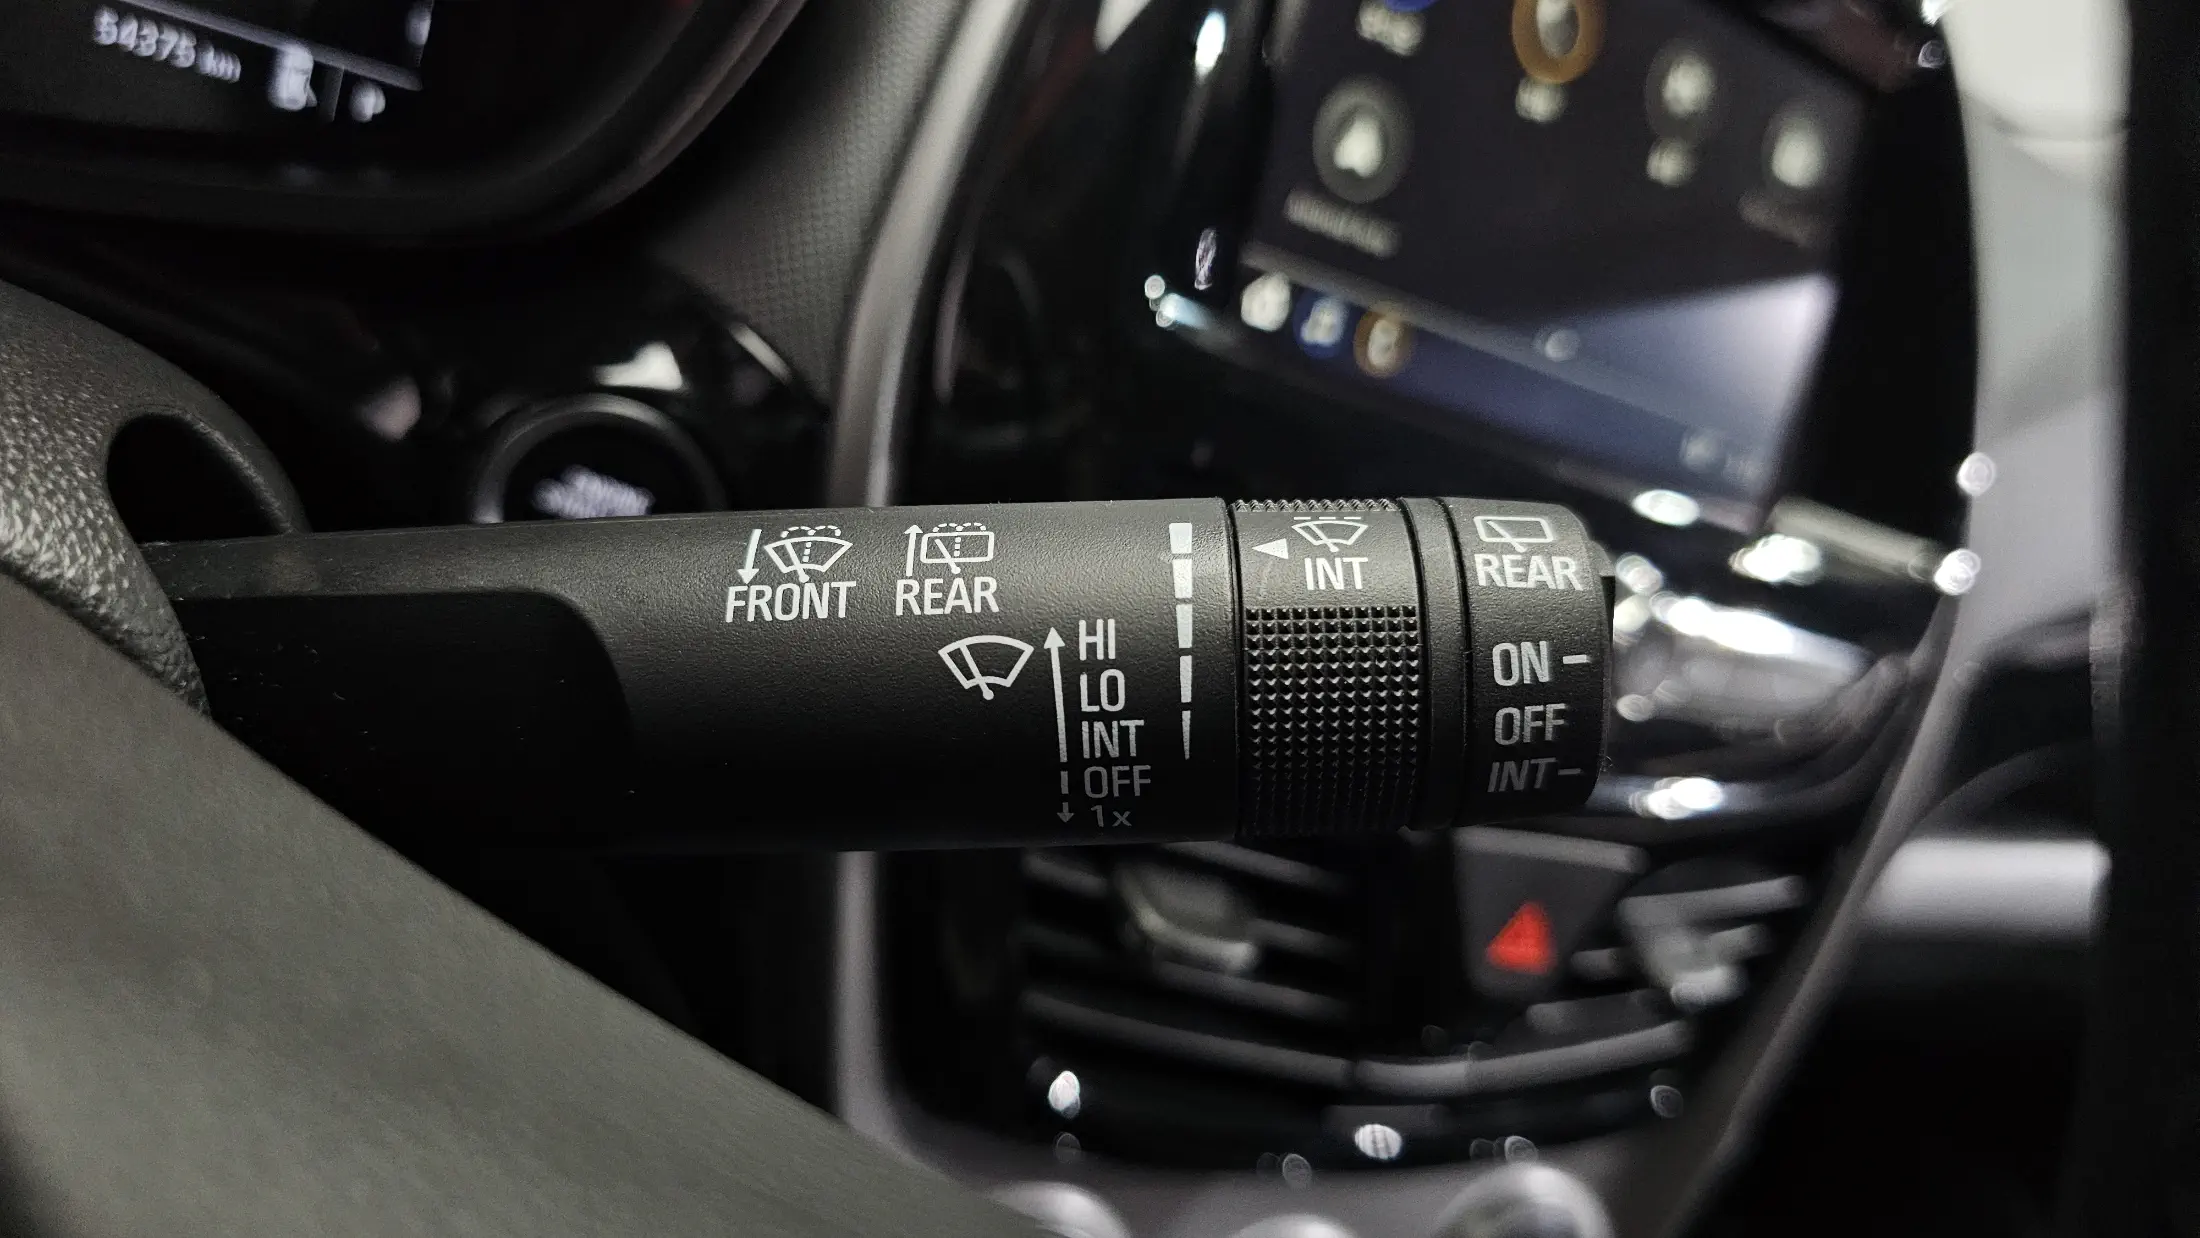 54375 km
FRONT
REAR
HI
LO
INT
OFF
1x
INT
REAR
ON
OFF
INT